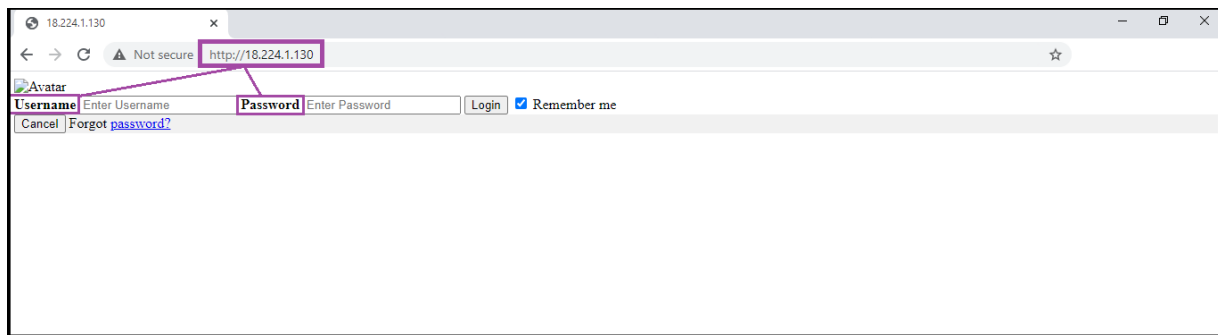 18.224.1.130
Not secure http://18.224.1.130
Avatar
Username Enter Username Password Enter Password Login Remember me
Cancel Forgot password?